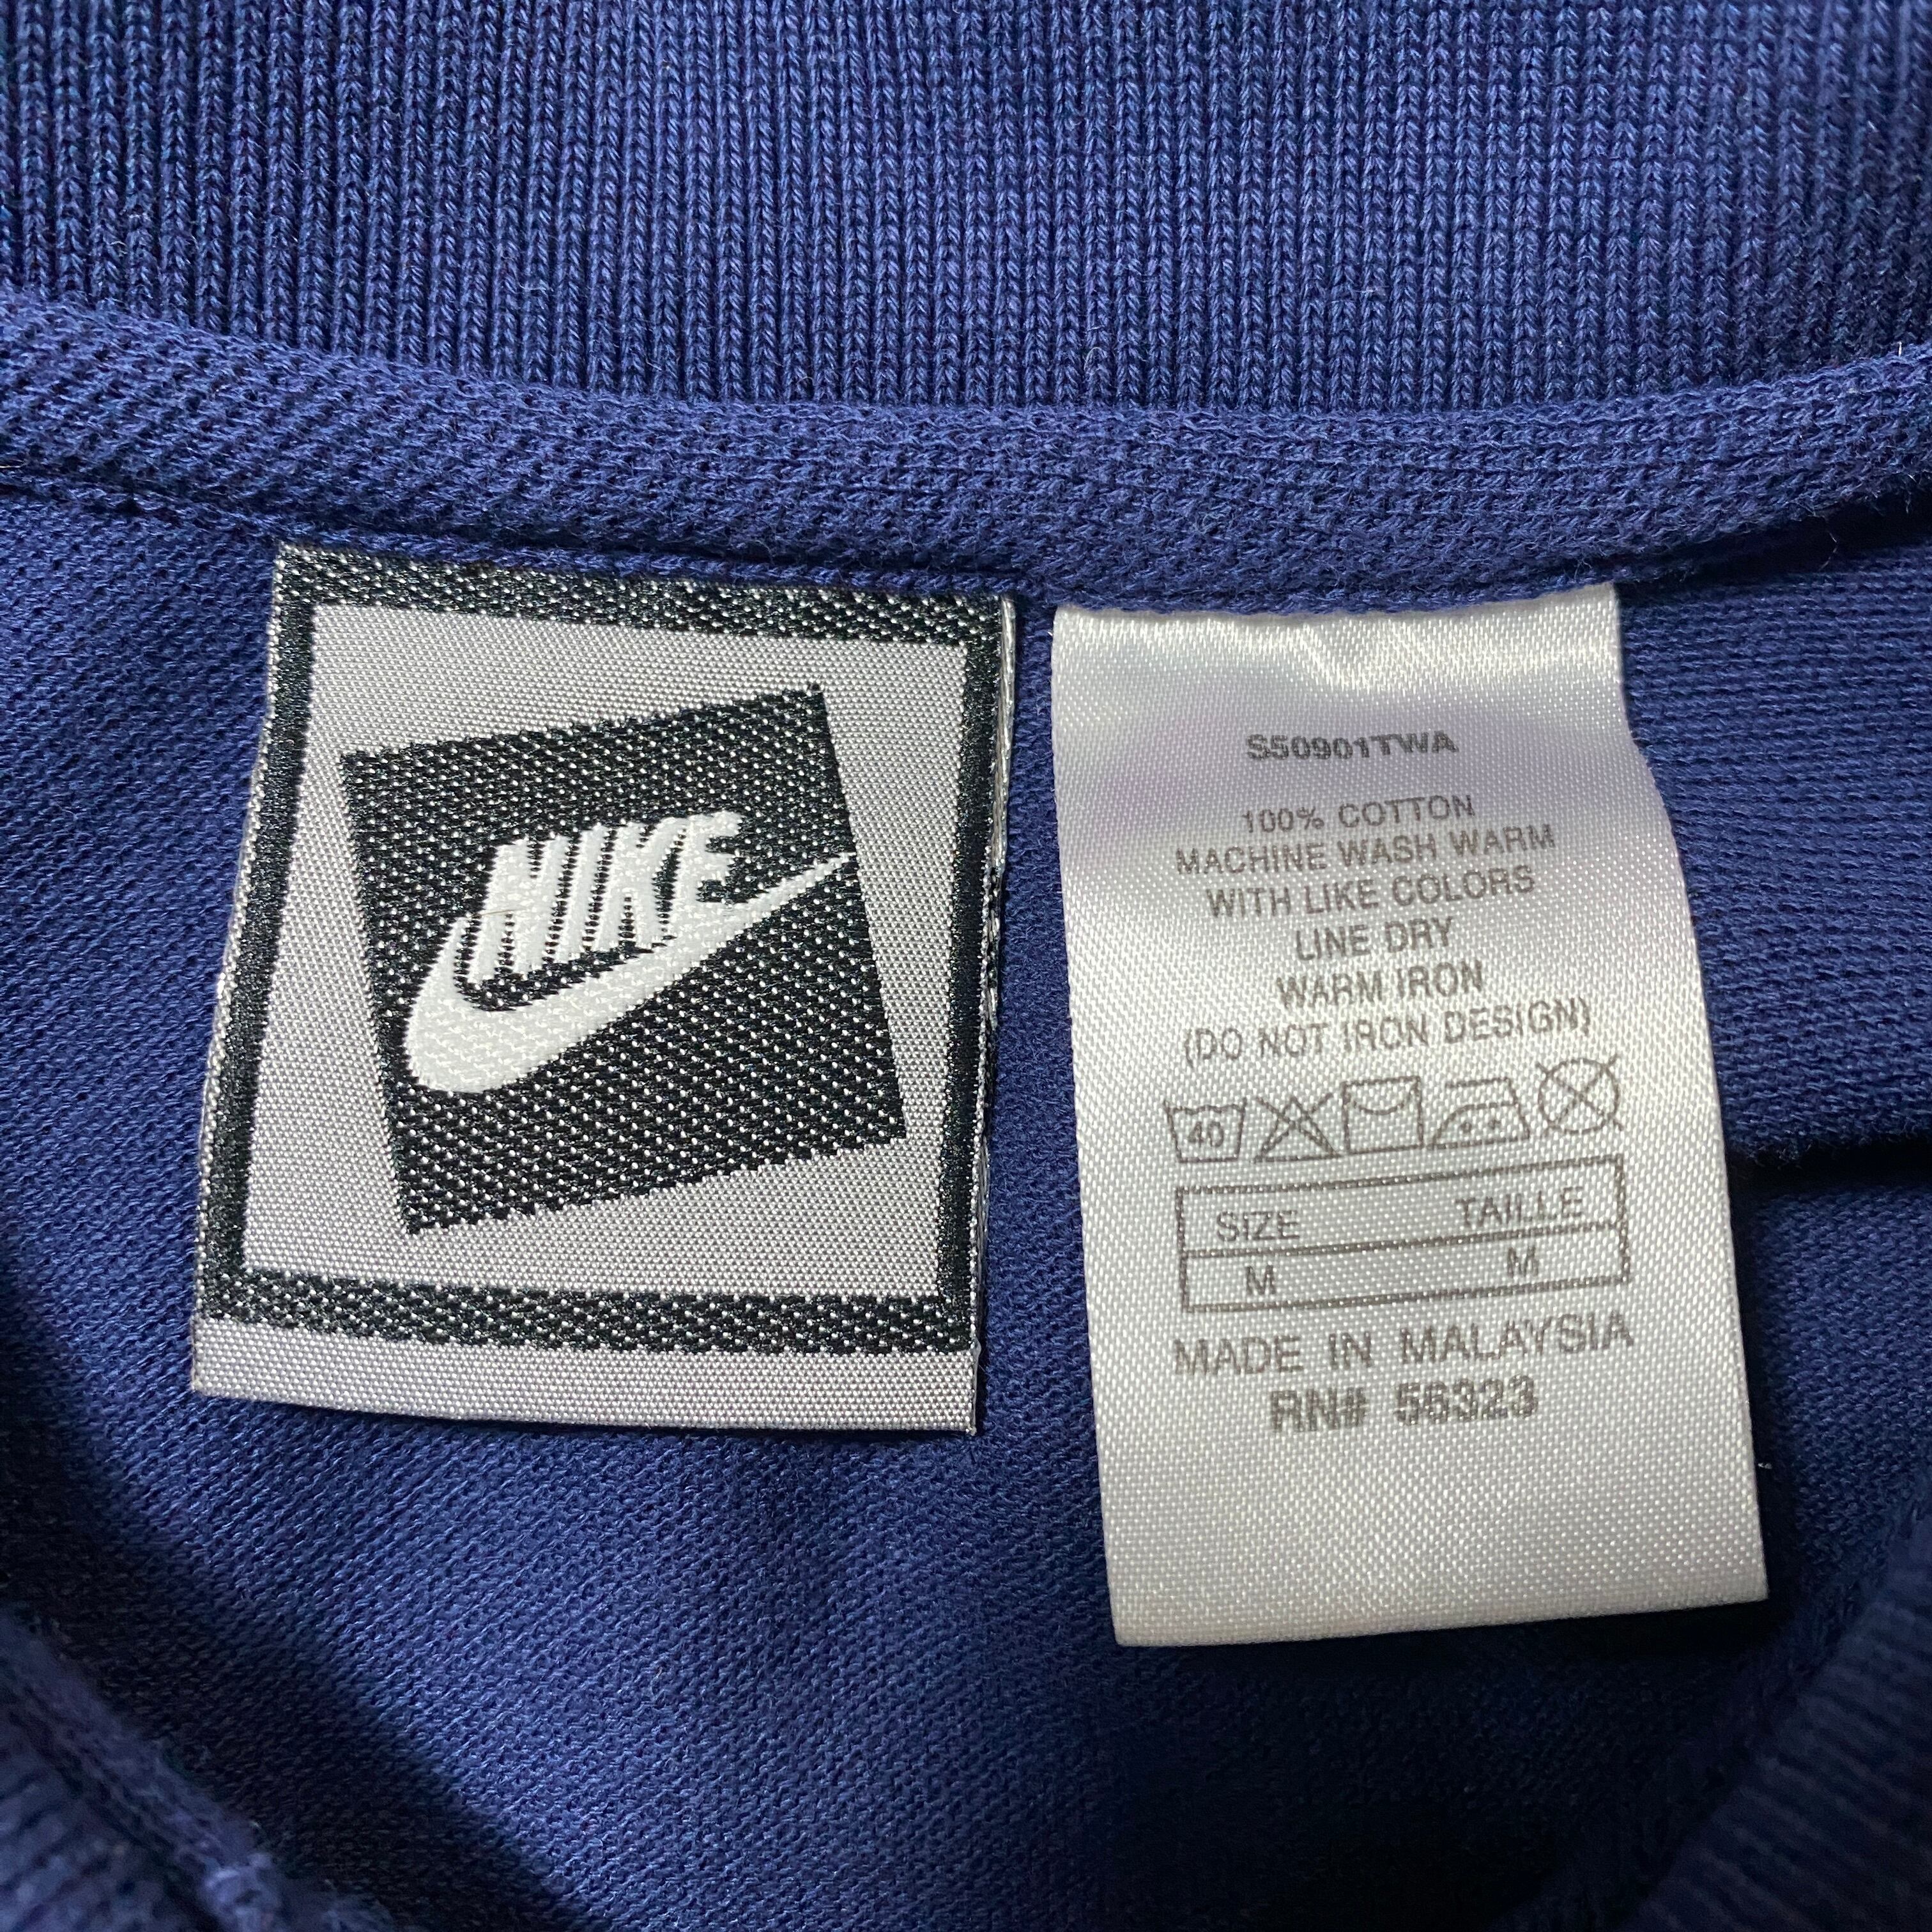 NIKE
S50901TWA
100% COTTON
MACHINE WASH WARM
WITH LIKE COLORS
LINE DRY
WARM IRON
(DO NOT IRON DESIGN)
40
SIZE TAILLE
M M
MADE IN MALAYSIA
RN# 56323